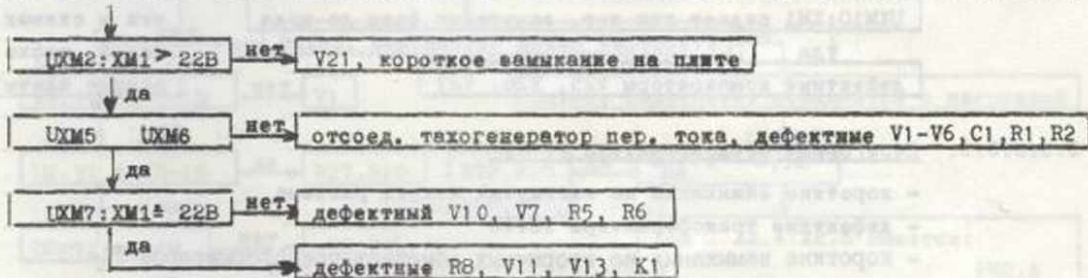 UXM2:XM1 > 22В нет V21, короткое замыкание на плите
да
UXM5 UXM6 нет отсоед. тахогенератор пер. тока, дефектные V1-V6,C1,R1,R2
да
UXM7:XM1≙ 22В нет дефектный V10, V7, R5, R6
да
дефектные R8, V11, V13, K1